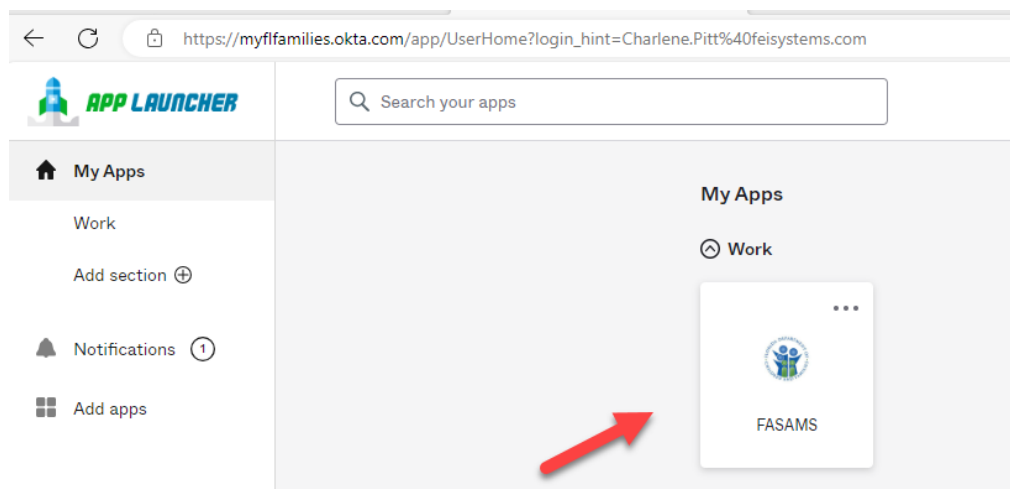 https://myflfamilies.okta.com/app/UserHome?login_hint=Charlene.Pitt%40feisystems.com
APP LAUNCHER
Search your apps
My Apps
Work
Add section
Notifications 1
Add apps
My Apps
Work
FASAMS